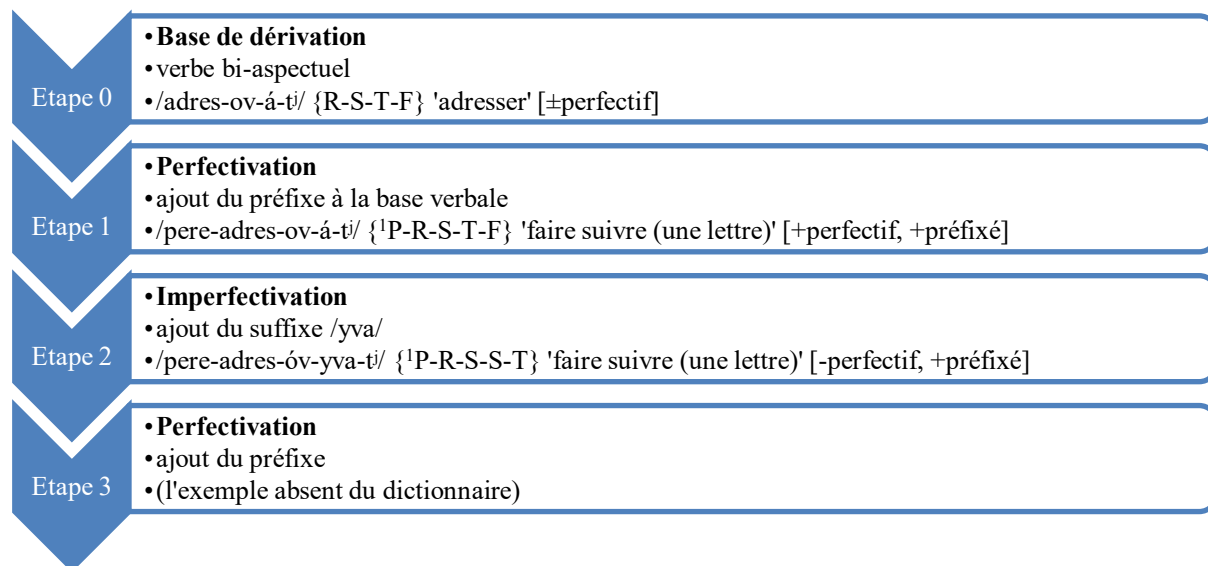 Etape 0
•Base de dérivation
•verbe bi-aspectuel
•/adres-ov-á-tʲ/ {R-S-T-F} 'adresser' [±perfectif]
Etape 1
•Perfectivation
•ajout du préfixe à la base verbale
•/pere-adres-ov-á-tʲ/ {¹P-R-S-T-F} 'faire suivre (une lettre)' [+perfectif, +préfixé]
Etape 2
•Imperfectivation
•ajout du suffixe /yva/
•/pere-adres-óv-yva-tʲ/ {¹P-R-S-S-T} 'faire suivre (une lettre)' [-perfectif, +préfixé]
Etape 3
•Perfectivation
•ajout du préfixe
•(l'exemple absent du dictionnaire)